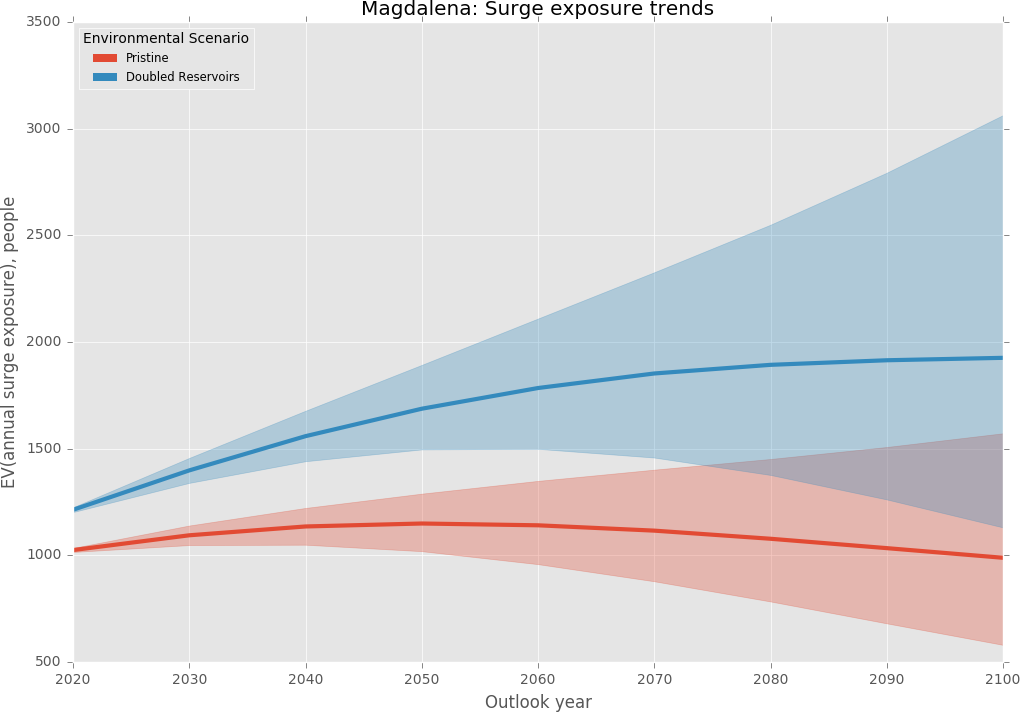 Magdalena: Surge exposure trends
Environmental Scenario
Pristine
Doubled Reservoirs
EV(annual surge exposure), people
3500
3000
2500
2000
1500
1000
500
2020 2030 2040 2050 2060 2070 2080 2090 2100
Outlook year